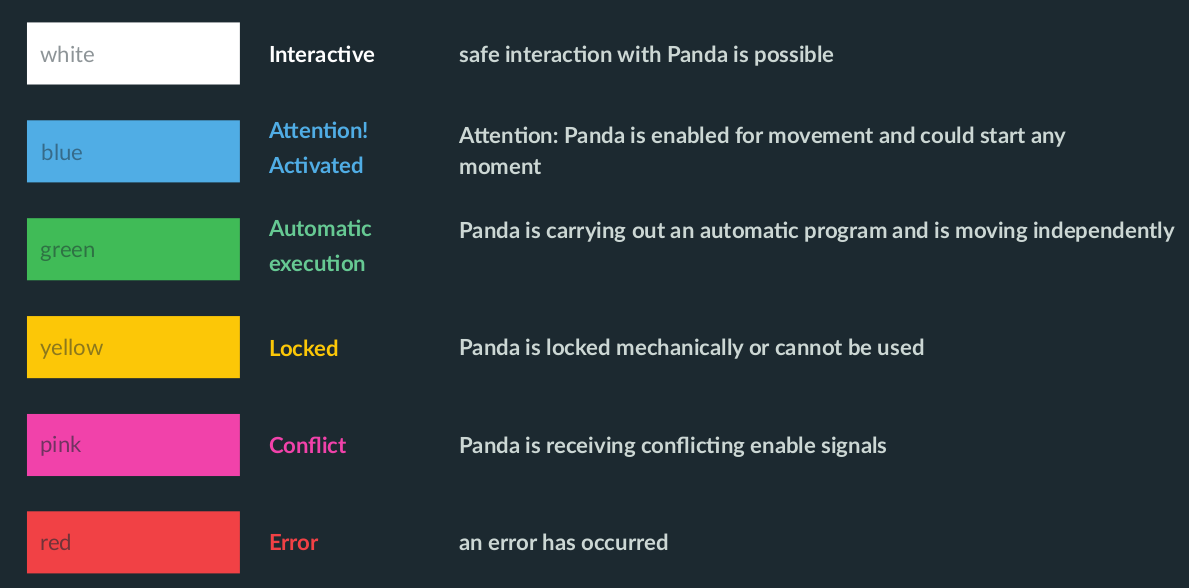 white Interactive safe interaction with Panda is possible
blue Attention! Activated Attention: Panda is enabled for movement and could start any moment
green Automatic execution Panda is carrying out an automatic program and is moving independently
yellow Locked Panda is locked mechanically or cannot be used
pink Conflict Panda is receiving conflicting enable signals
red Error an error has occurred